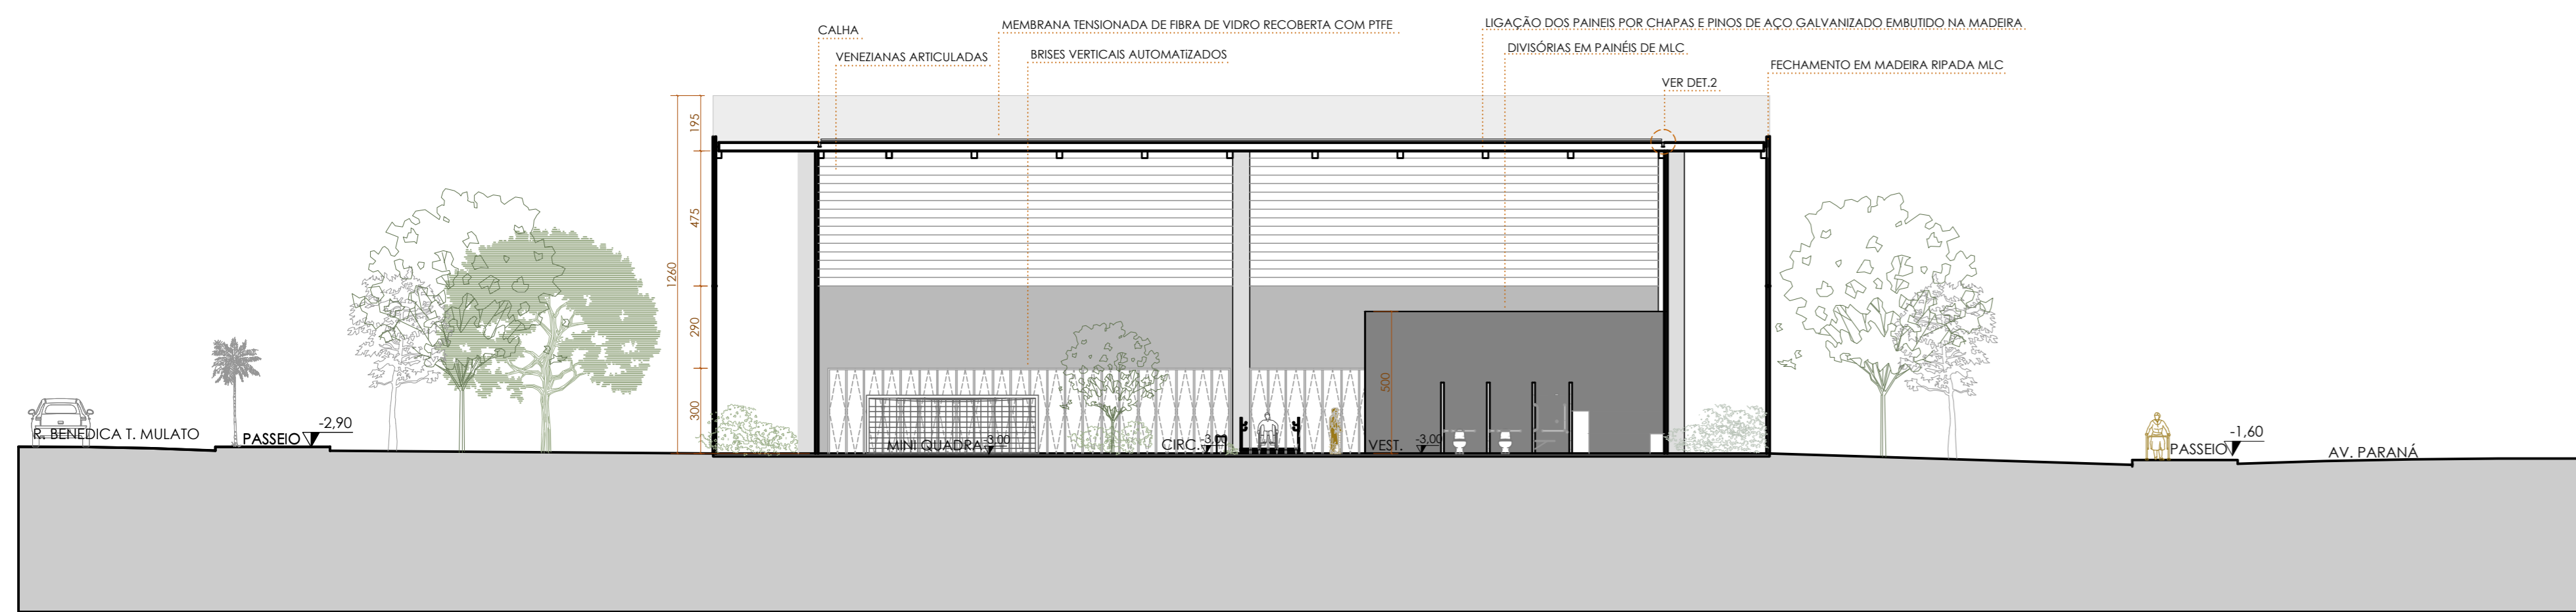 CALHA
MEMBRANA TENSIONADA DE FIBRA DE VIDRO RECOBERTA COM PTFE
LIGAÇÃO DOS PAINEIS POR CHAPAS E PINOS DE AÇO GALVANIZADO EMBUTIDO NA MADEIRA
VENEZIANAS ARTICULADAS
BRISES VERTICAIS AUTOMATIZADOS
DIVISÓRIAS EM PAINÉIS DE MLC
FECHAMENTO EM MADEIRA RIPADA MLC
VER DET.2
195
475
1260
290
300
500
R. BENEDICA T. MULATO
PASSEIO
-2,90
MINI QUADRA
-3,00
CIRC.
-3,00
VEST.
-3,00
PASSEIO
-1,60
AV. PARANÁ